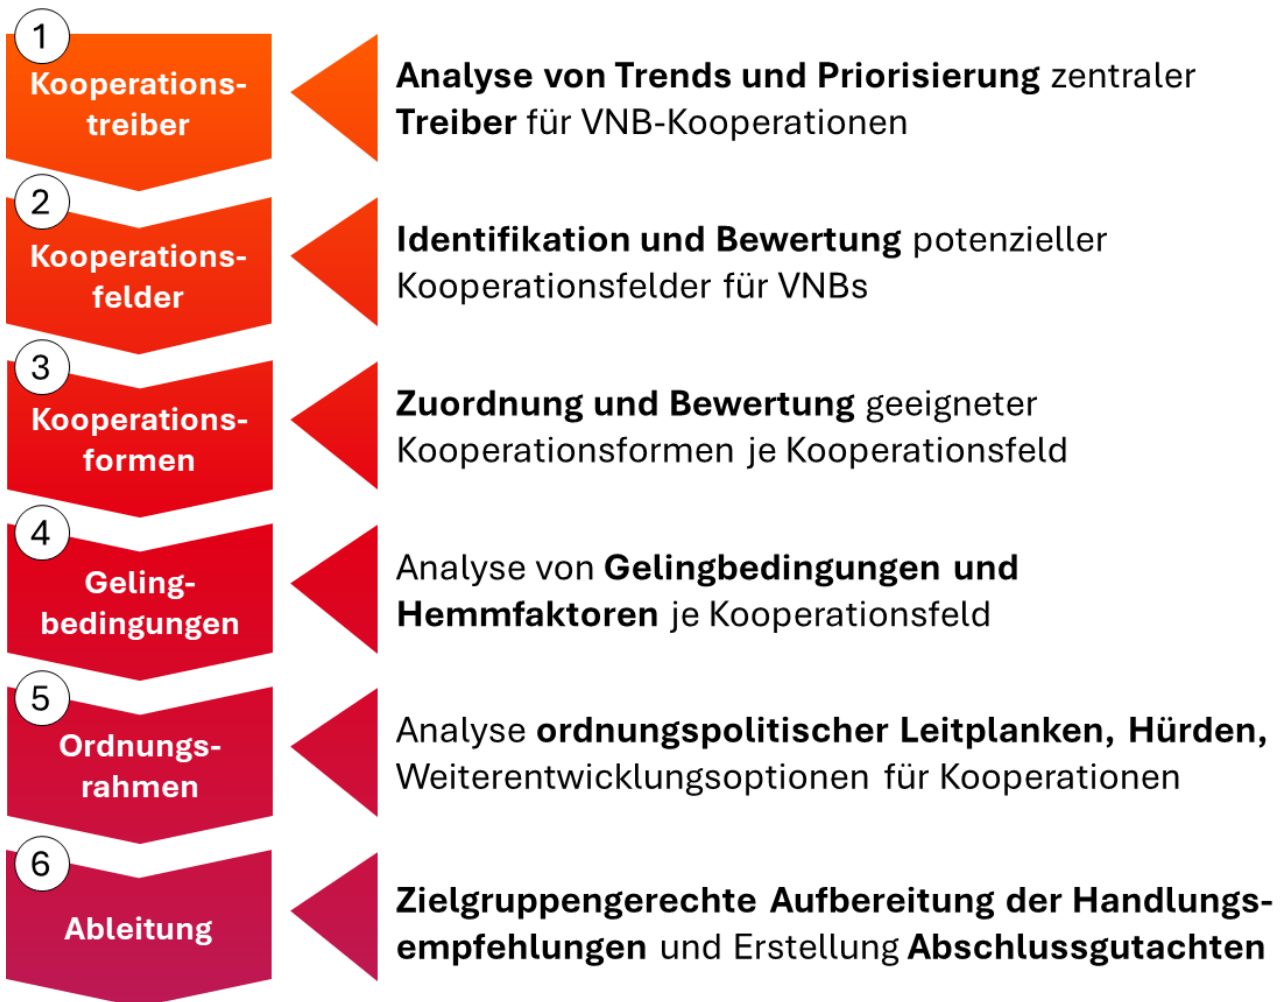 1
Kooperations-
treiber
Analyse von Trends und Priorisierung zentraler
Treiber für VNB-Kooperationen
2
Kooperations-
felder
Identifikation und Bewertung potenzieller
Kooperationsfelder für VNBs
3
Kooperations-
formen
Zuordnung und Bewertung geeigneter
Kooperationsformen je Kooperationsfeld
4
Geling-
bedingungen
Analyse von Gelingbedingungen und
Hemmfaktoren je Kooperationsfeld
5
Ordnungs-
rahmen
Analyse ordnungspolitischer Leitplanken, Hürden,
Weiterentwicklungsoptionen für Kooperationen
6
Ableitung
Zielgruppengerechte Aufbereitung der Handlungs-
empfehlungen und Erstellung Abschlussgutachten